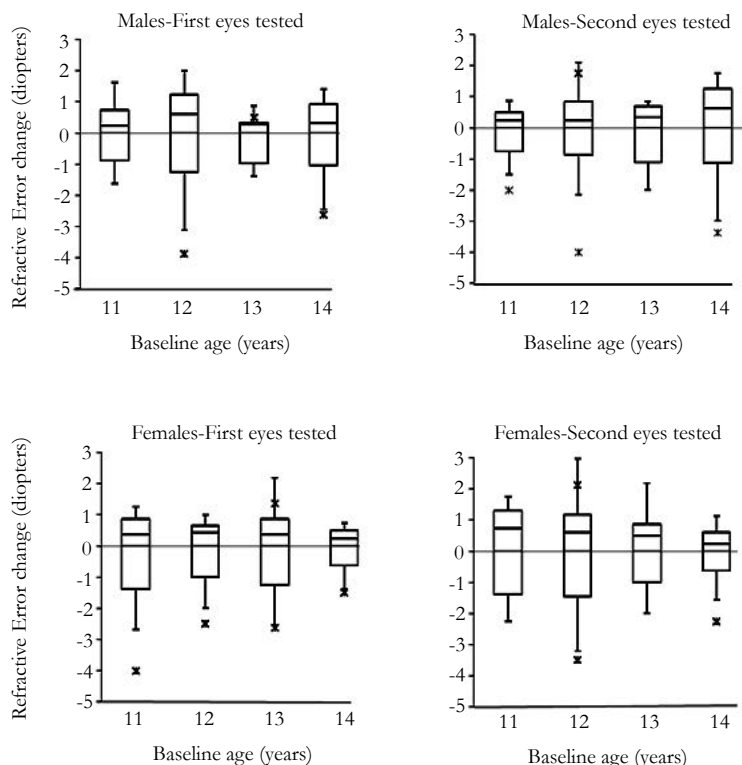 Males-First eyes tested
Refractive Error change (diopters)
3
2
1
0
-1
-2
-3
-4
-5
11 12 13 14
Baseline age (years)
Males-Second eyes tested
3
2
1
0
-1
-2
-3
-4
-5
11 12 13 14
Baseline age (years)
Females-First eyes tested
Refractive Error change (diopters)
3
2
1
0
-1
-2
-3
-4
-5
11 12 13 14
Baseline age (years)
Females-Second eyes tested
3
2
1
0
-1
-2
-3
-4
-5
11 12 13 14
Baseline age (years)